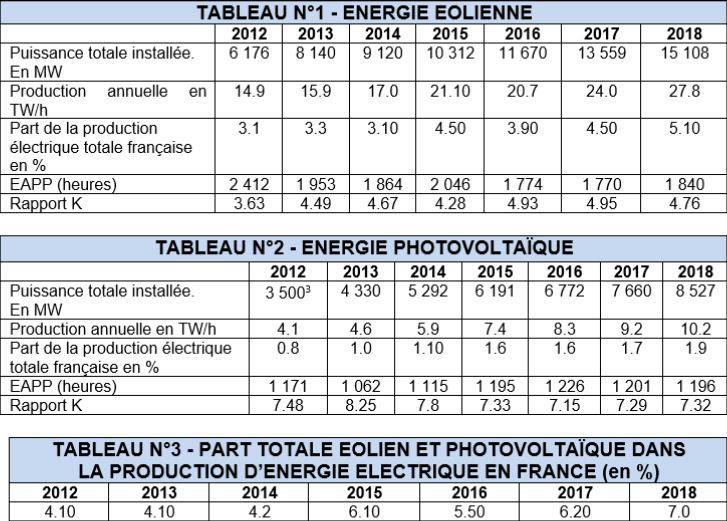 TABLEAU N°1 - ENERGIE EOLIENNE
2012 2013 2014 2015 2016 2017 2018
Puissance totale installée. 6 176 8 140 9 120 10 312 11 670 13 559 15 108
En MW
Production annuelle en 14.9 15.9 17.0 21.10 20.7 24.0 27.8
TW/h
Part de la production 3.1 3.3 3.10 4.50 3.90 4.50 5.10
électrique totale française
en %
EAPP (heures) 2 412 1 953 1 864 2 046 1 774 1 770 1 840
Rapport K 3.63 4.49 4.67 4.28 4.93 4.95 4.76
TABLEAU N°2 - ENERGIE PHOTOVOLTAÏQUE
2012 2013 2014 2015 2016 2017 2018
Puissance totale installée. 3 500³ 4 330 5 292 6 191 6 772 7 660 8 527
En MW
Production annuelle en TW/h 4.1 4.6 5.9 7.4 8.3 9.2 10.2
Part de la production électrique 0.8 1.0 1.10 1.6 1.6 1.7 1.9
totale française en %
EAPP (heures) 1 171 1 062 1 115 1 195 1 226 1 201 1 196
Rapport K 7.48 8.25 7.8 7.33 7.15 7.29 7.32
TABLEAU N°3 - PART TOTALE EOLIEN ET PHOTOVOLTAÏQUE DANS
LA PRODUCTION D'ENERGIE ELECTRIQUE EN FRANCE (en %)
2012 2013 2014 2015 2016 2017 2018
4.10 4.10 4.2 6.10 5.50 6.20 7.0